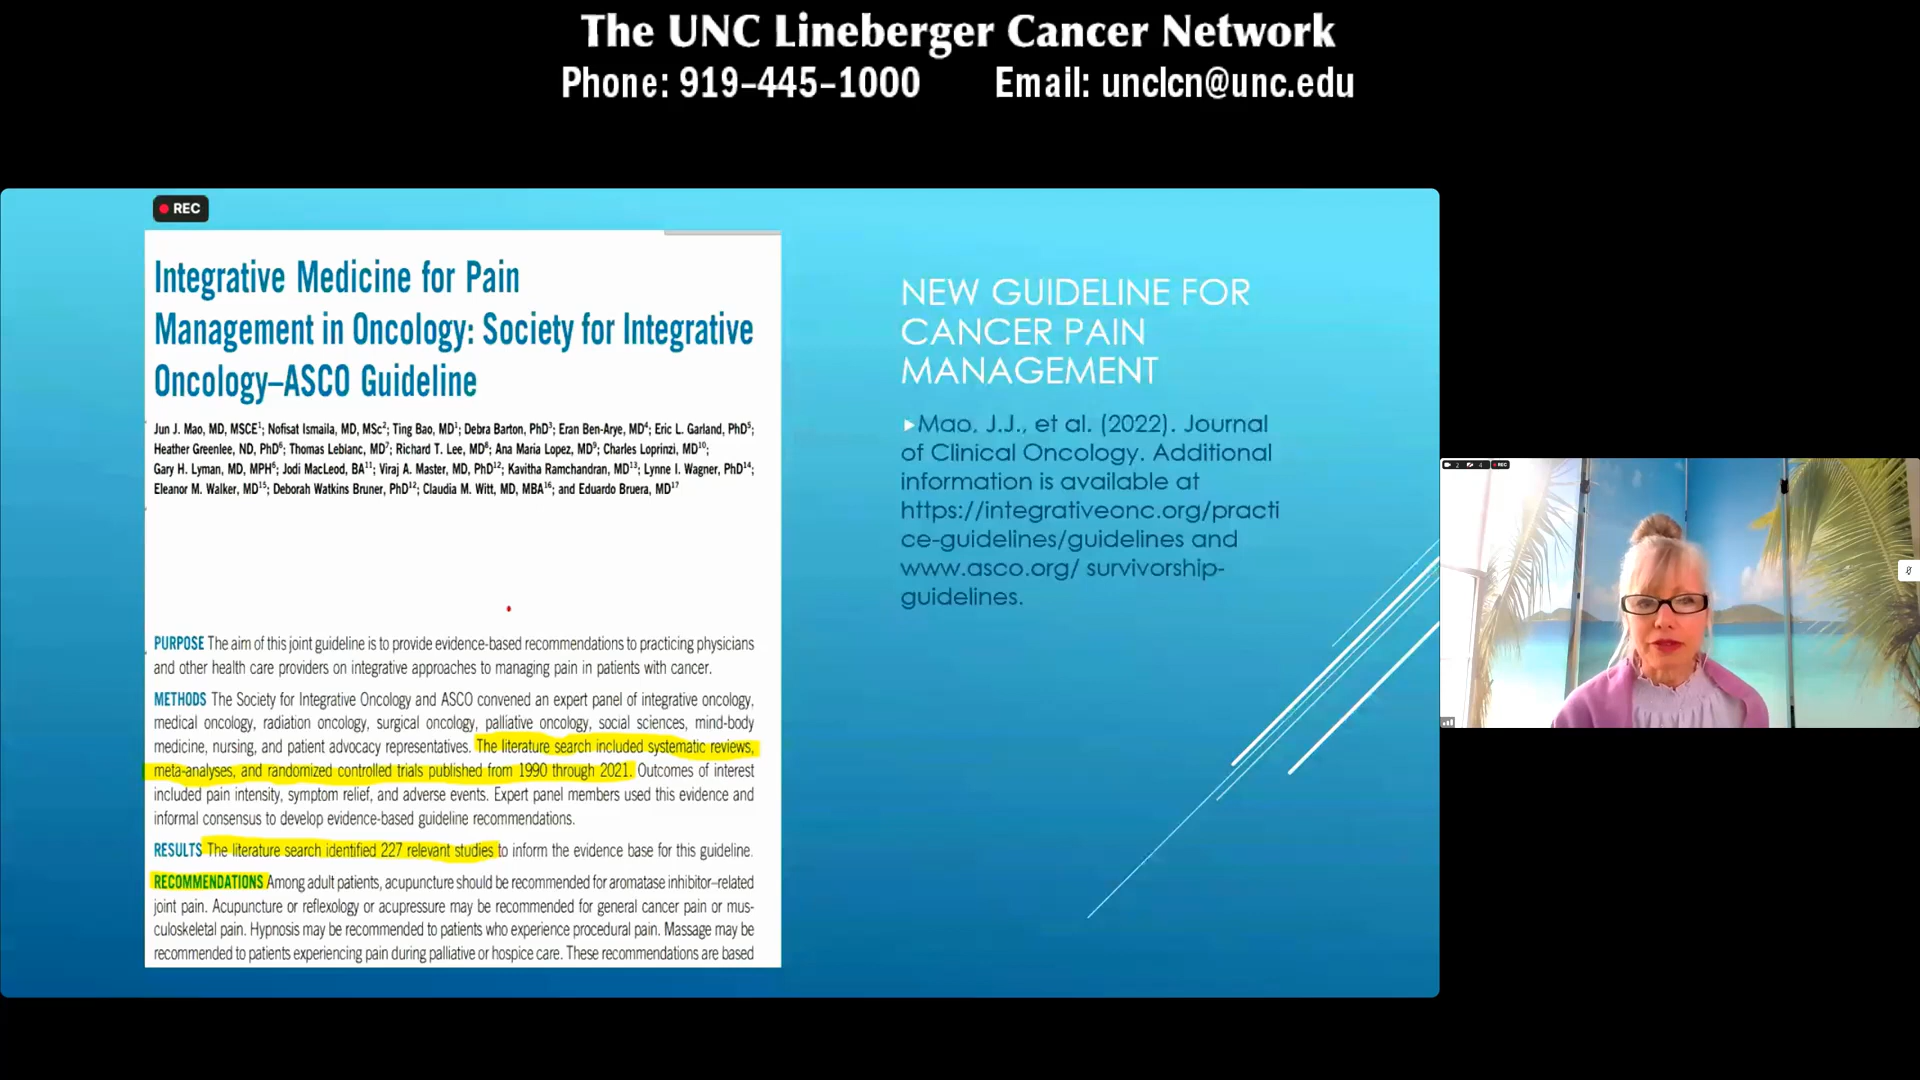 The UNC Lineberger Cancer Network
Phone: 919-445-1000 Email: unclcn@unc.edu
REC
Integrative Medicine for Pain
Management in Oncology: Society for Integrative
Oncology–ASCO Guideline
Jun J. Mao, MD, MSCE1; Nofisat Ismaila, MD, MSc2; Ting Bao, MD1; Debra Barton, PhD3; Eran Ben-Arye, MD4; Eric L. Garland, PhD5;
Heather Greenlee, ND, PhD6; Thomas Leblanc, MD7; Richard T. Lee, MD8; Ana Maria Lopez, MD9; Charles Loprinzi, MD10;
Gary H. Lyman, MD, MPH6; Jodi MacLeod, BA11; Viraj A. Master, MD, PhD12; Kavitha Ramchandran, MD13; Lynne I. Wagner, PhD14;
Eleanor M. Walker, MD15; Deborah Watkins Bruner, PhD12; Claudia M. Witt, MD, MBA16; and Eduardo Bruera, MD17
PURPOSE The aim of this joint guideline is to provide evidence-based recommendations to practicing physicians
and other health care providers on integrative approaches to managing pain in patients with cancer.
METHODS The Society for Integrative Oncology and ASCO convened an expert panel of integrative oncology,
medical oncology, radiation oncology, surgical oncology, palliative oncology, social sciences, mind-body
medicine, nursing, and patient advocacy representatives. The literature search included systematic reviews,
meta-analyses, and randomized controlled trials published from 1990 through 2021. Outcomes of interest
included pain intensity, symptom relief, and adverse events. Expert panel members used this evidence and
informal consensus to develop evidence-based guideline recommendations.
RESULTS The literature search identified 227 relevant studies to inform the evidence base for this guideline.
RECOMMENDATIONS Among adult patients, acupuncture should be recommended for aromatase inhibitor–related
joint pain. Acupuncture or reflexology or acupressure may be recommended for general cancer pain or mus-
culoskeletal pain. Hypnosis may be recommended to patients who experience procedural pain. Massage may be
recommended to patients experiencing pain during palliative or hospice care. These recommendations are based
NEW GUIDELINE FOR
CANCER PAIN
MANAGEMENT
Mao, J.J., et al. (2022). Journal
of Clinical Oncology. Additional
information is available at
https://integrativeonc.org/practi
ce-guidelines/guidelines and
www.asco.org/ survivorship-
guidelines.
2 4 REC